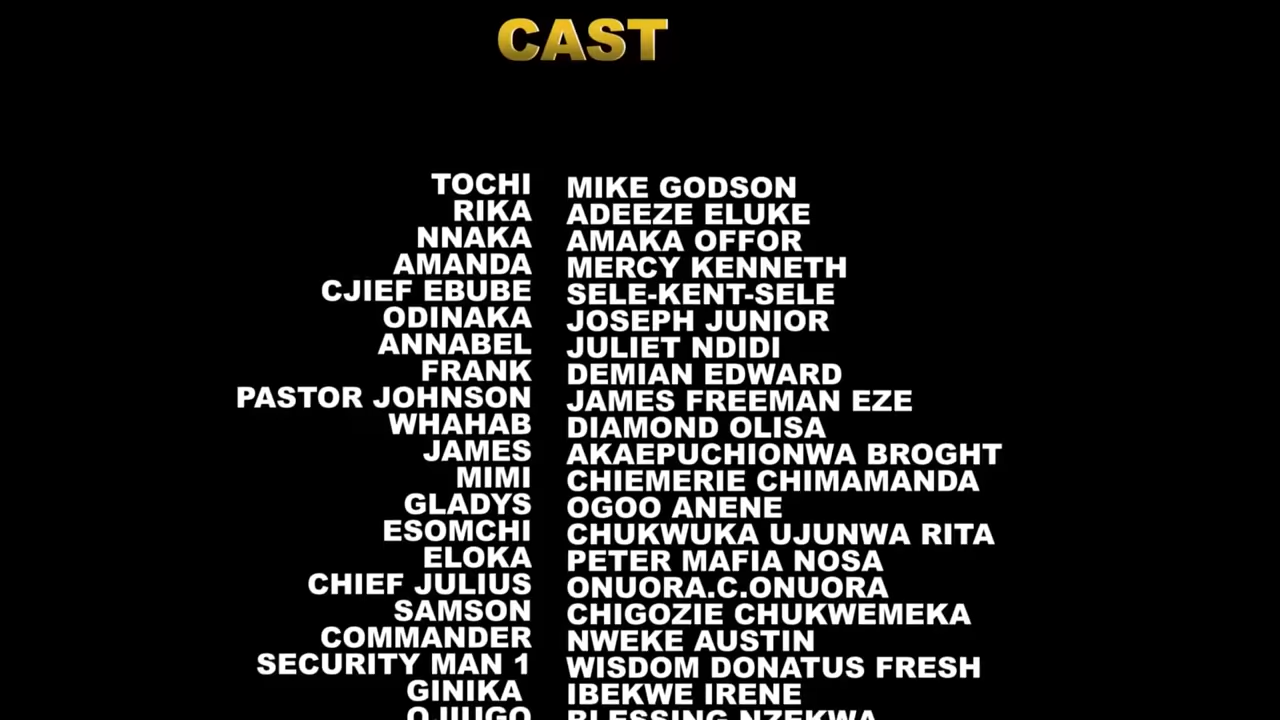 CAST
TOCHI MIKE GODSON
RIKA ADEEZE ELUKE
NNAKA AMAKA OFFOR
AMANDA MERCY KENNETH
CJIEF EBUBE SELE-KENT-SELE
ODINAKA JOSEPH JUNIOR
ANNABEL JULIET NDIDI
FRANK DEMIAN EDWARD
PASTOR JOHNSON JAMES FREEMAN EZE
WHAHAB DIAMOND OLISA
JAMES AKAEPUCHIONWA BROGHT
MIMI CHIEMERIE CHIMAMANDA
GLADYS OGOO ANENE
ESOMCHI CHUKWUKA UJUNWA RITA
ELOKA PETER MAFIA NOSA
CHIEF JULIUS ONUORA.C.ONUORA
SAMSON CHIGOZIE CHUKWEMEKA
COMMANDER NWEKE AUSTIN
SECURITY MAN 1 WISDOM DONATUS FRESH
GINIKA IBEKWE IRENE
BLESSING NZEKWA